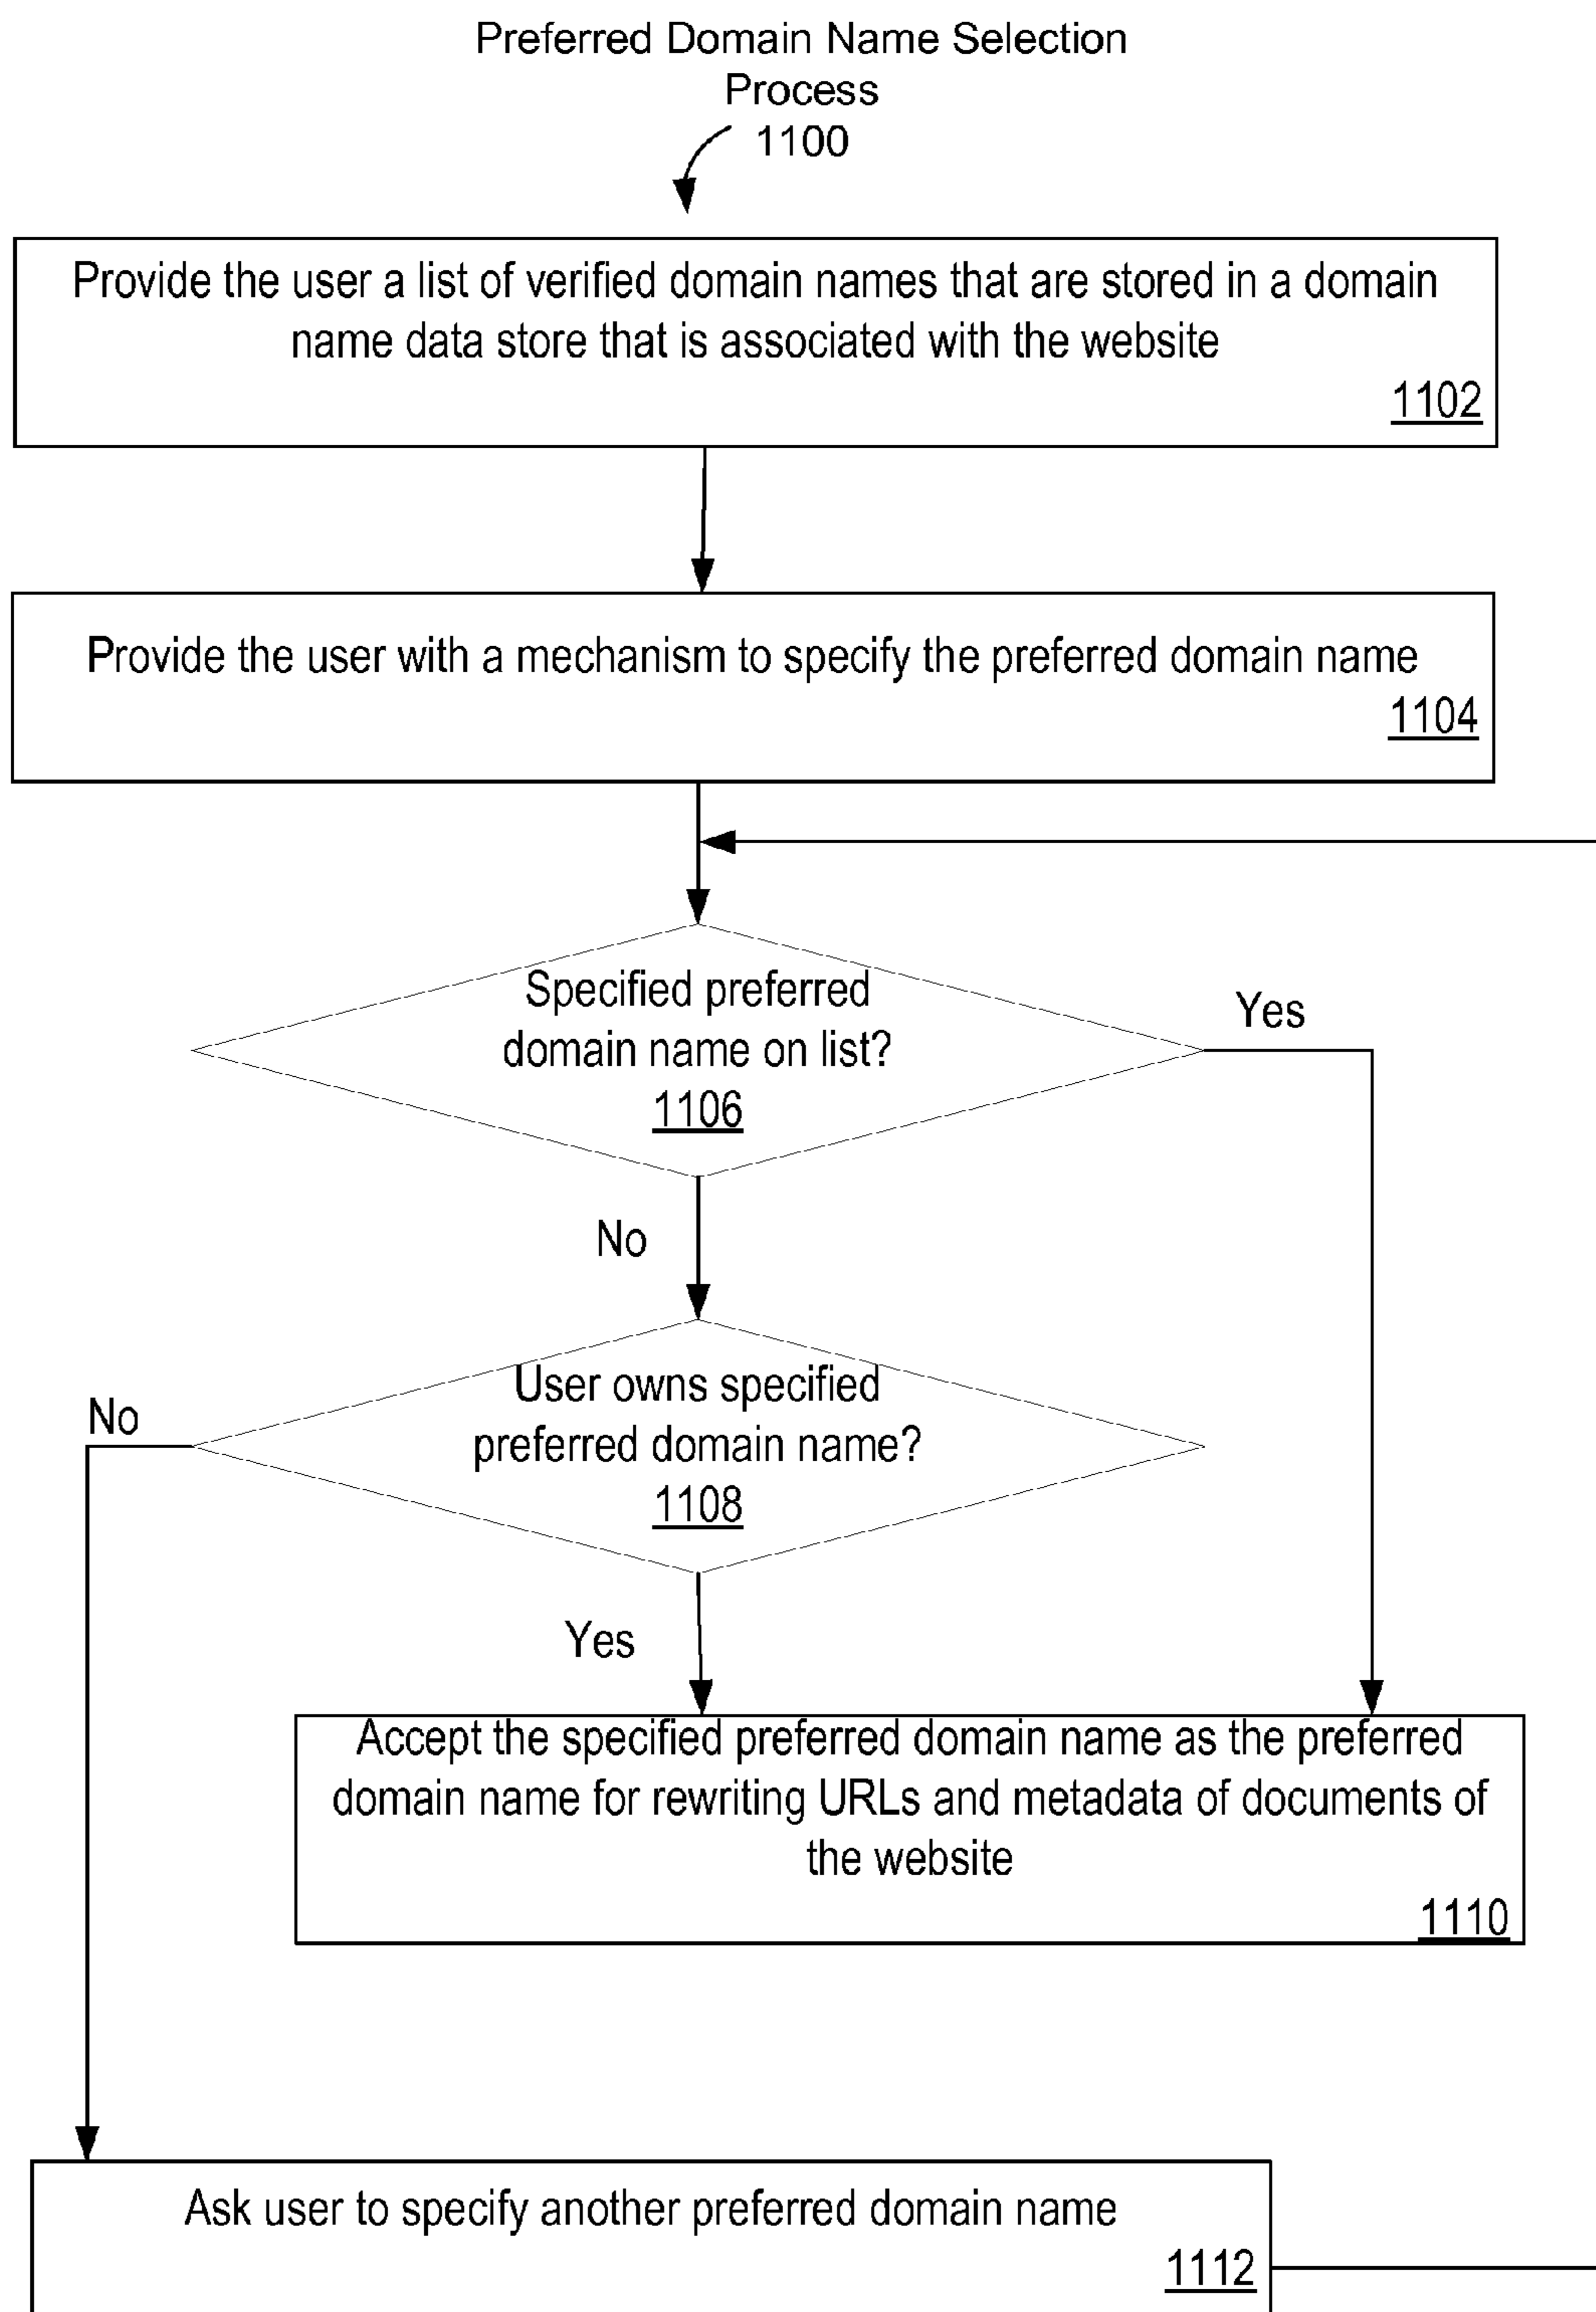 Preferred Domain Name Selection
Process
1100
Provide the user a list of verified domain names that are stored in a domain
name data store that is associated with the website
1102
Provide the user with a mechanism to specify the preferred domain name
1104
Specified preferred
domain name on list?
1106
Yes
No
User owns specified
preferred domain name?
1108
No
Yes
Accept the specified preferred domain name as the preferred
domain name for rewriting URLs and metadata of documents of
the website
1110
Ask user to specify another preferred domain name
1112